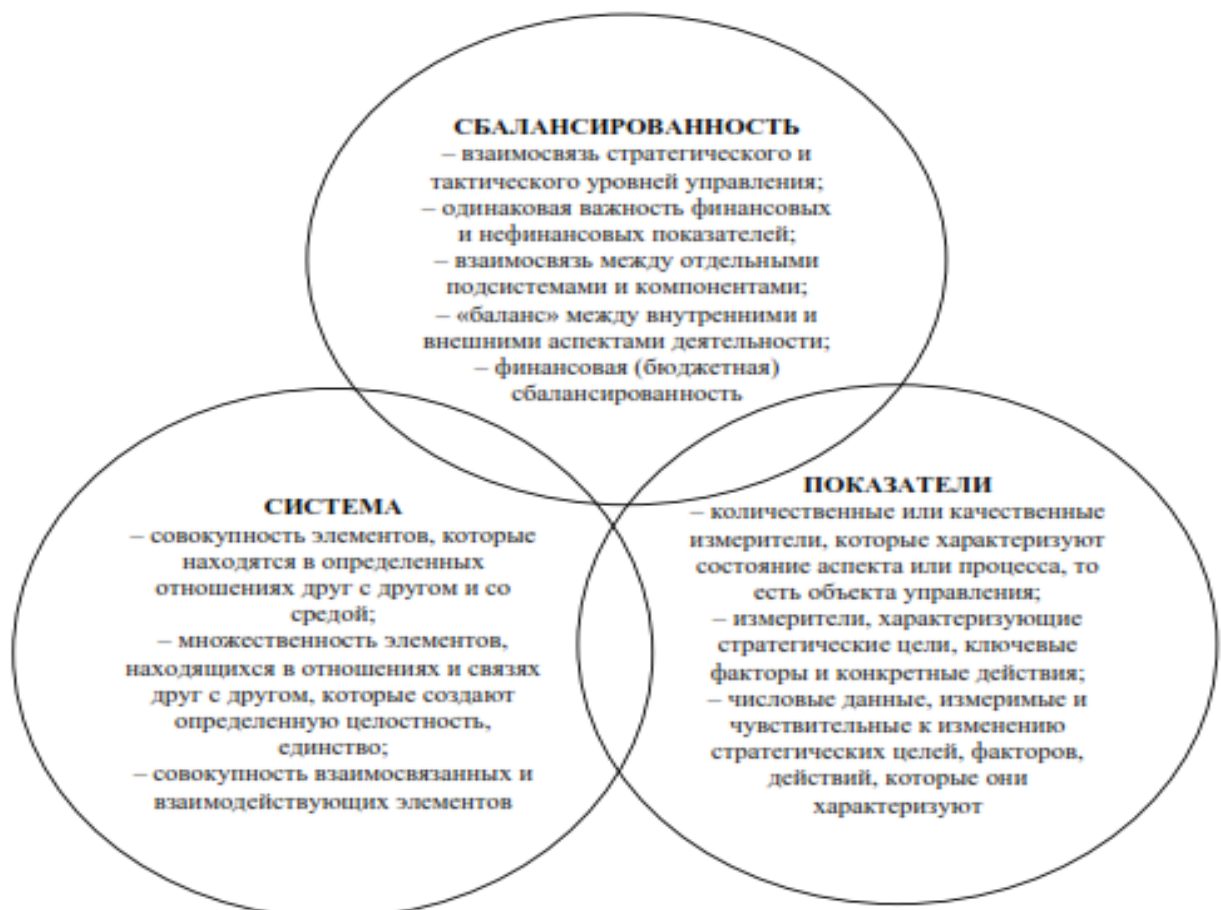 СБАЛАНСИРОВАННОСТЬ
– взаимосвязь стратегического и
тактического уровней управления;
– одинаковая важность финансовых
и нефинансовых показателей;
– взаимосвязь между отдельными
подсистемами и компонентами;
– «баланс» между внутренними и
внешними аспектами деятельности;
– финансовая (бюджетная)
сбалансированность
СИСТЕМА
– совокупность элементов, которые
находятся в определенных
отношениях друг с другом и со
средой;
– множественность элементов,
находящихся в отношениях и связях
друг с другом, которые создают
определенную целостность,
единство;
– совокупность взаимосвязанных и
взаимодействующих элементов
ПОКАЗАТЕЛИ
– количественные или качественные
измерители, которые характеризуют
состояние аспекта или процесса, то
есть объекта управления;
– измерители, характеризующие
стратегические цели, ключевые
факторы и конкретные действия;
– числовые данные, измеримые и
чувствительные к изменению
стратегических целей, факторов,
действий, которые они
характеризуют